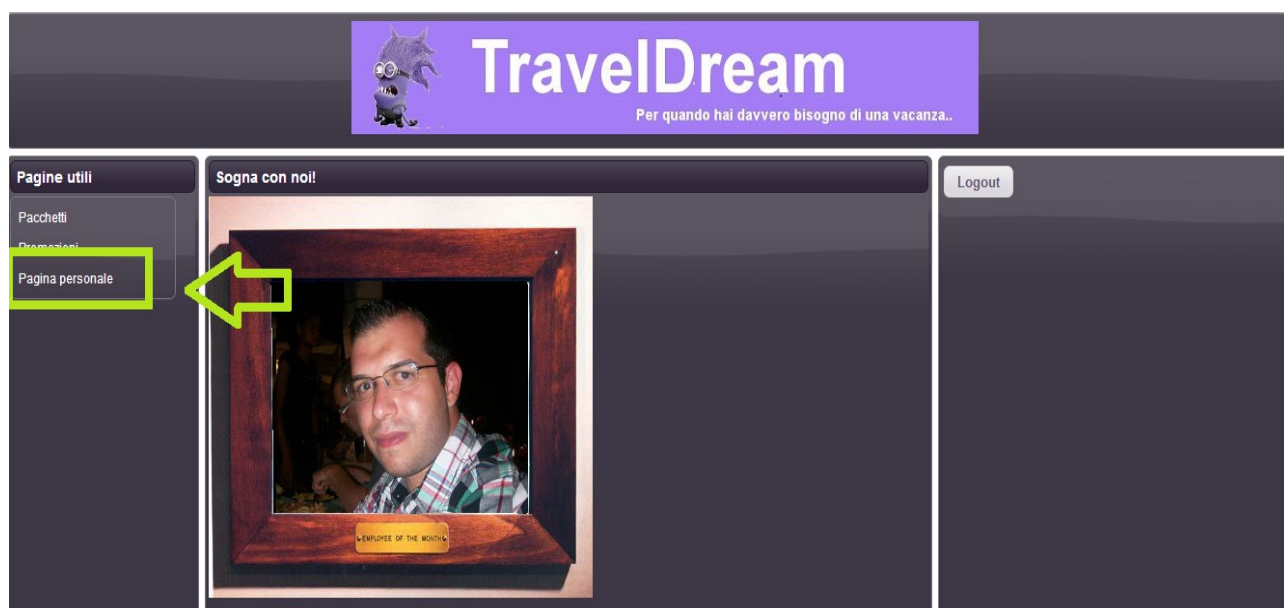 TravelDream
Per quando hai davvero bisogno di una vacanza..
Pagine utili
Sogna con noi!
Logout
Pacchetti
Promozioni
Pagina personale
EMPLOYEE OF THE MONTH